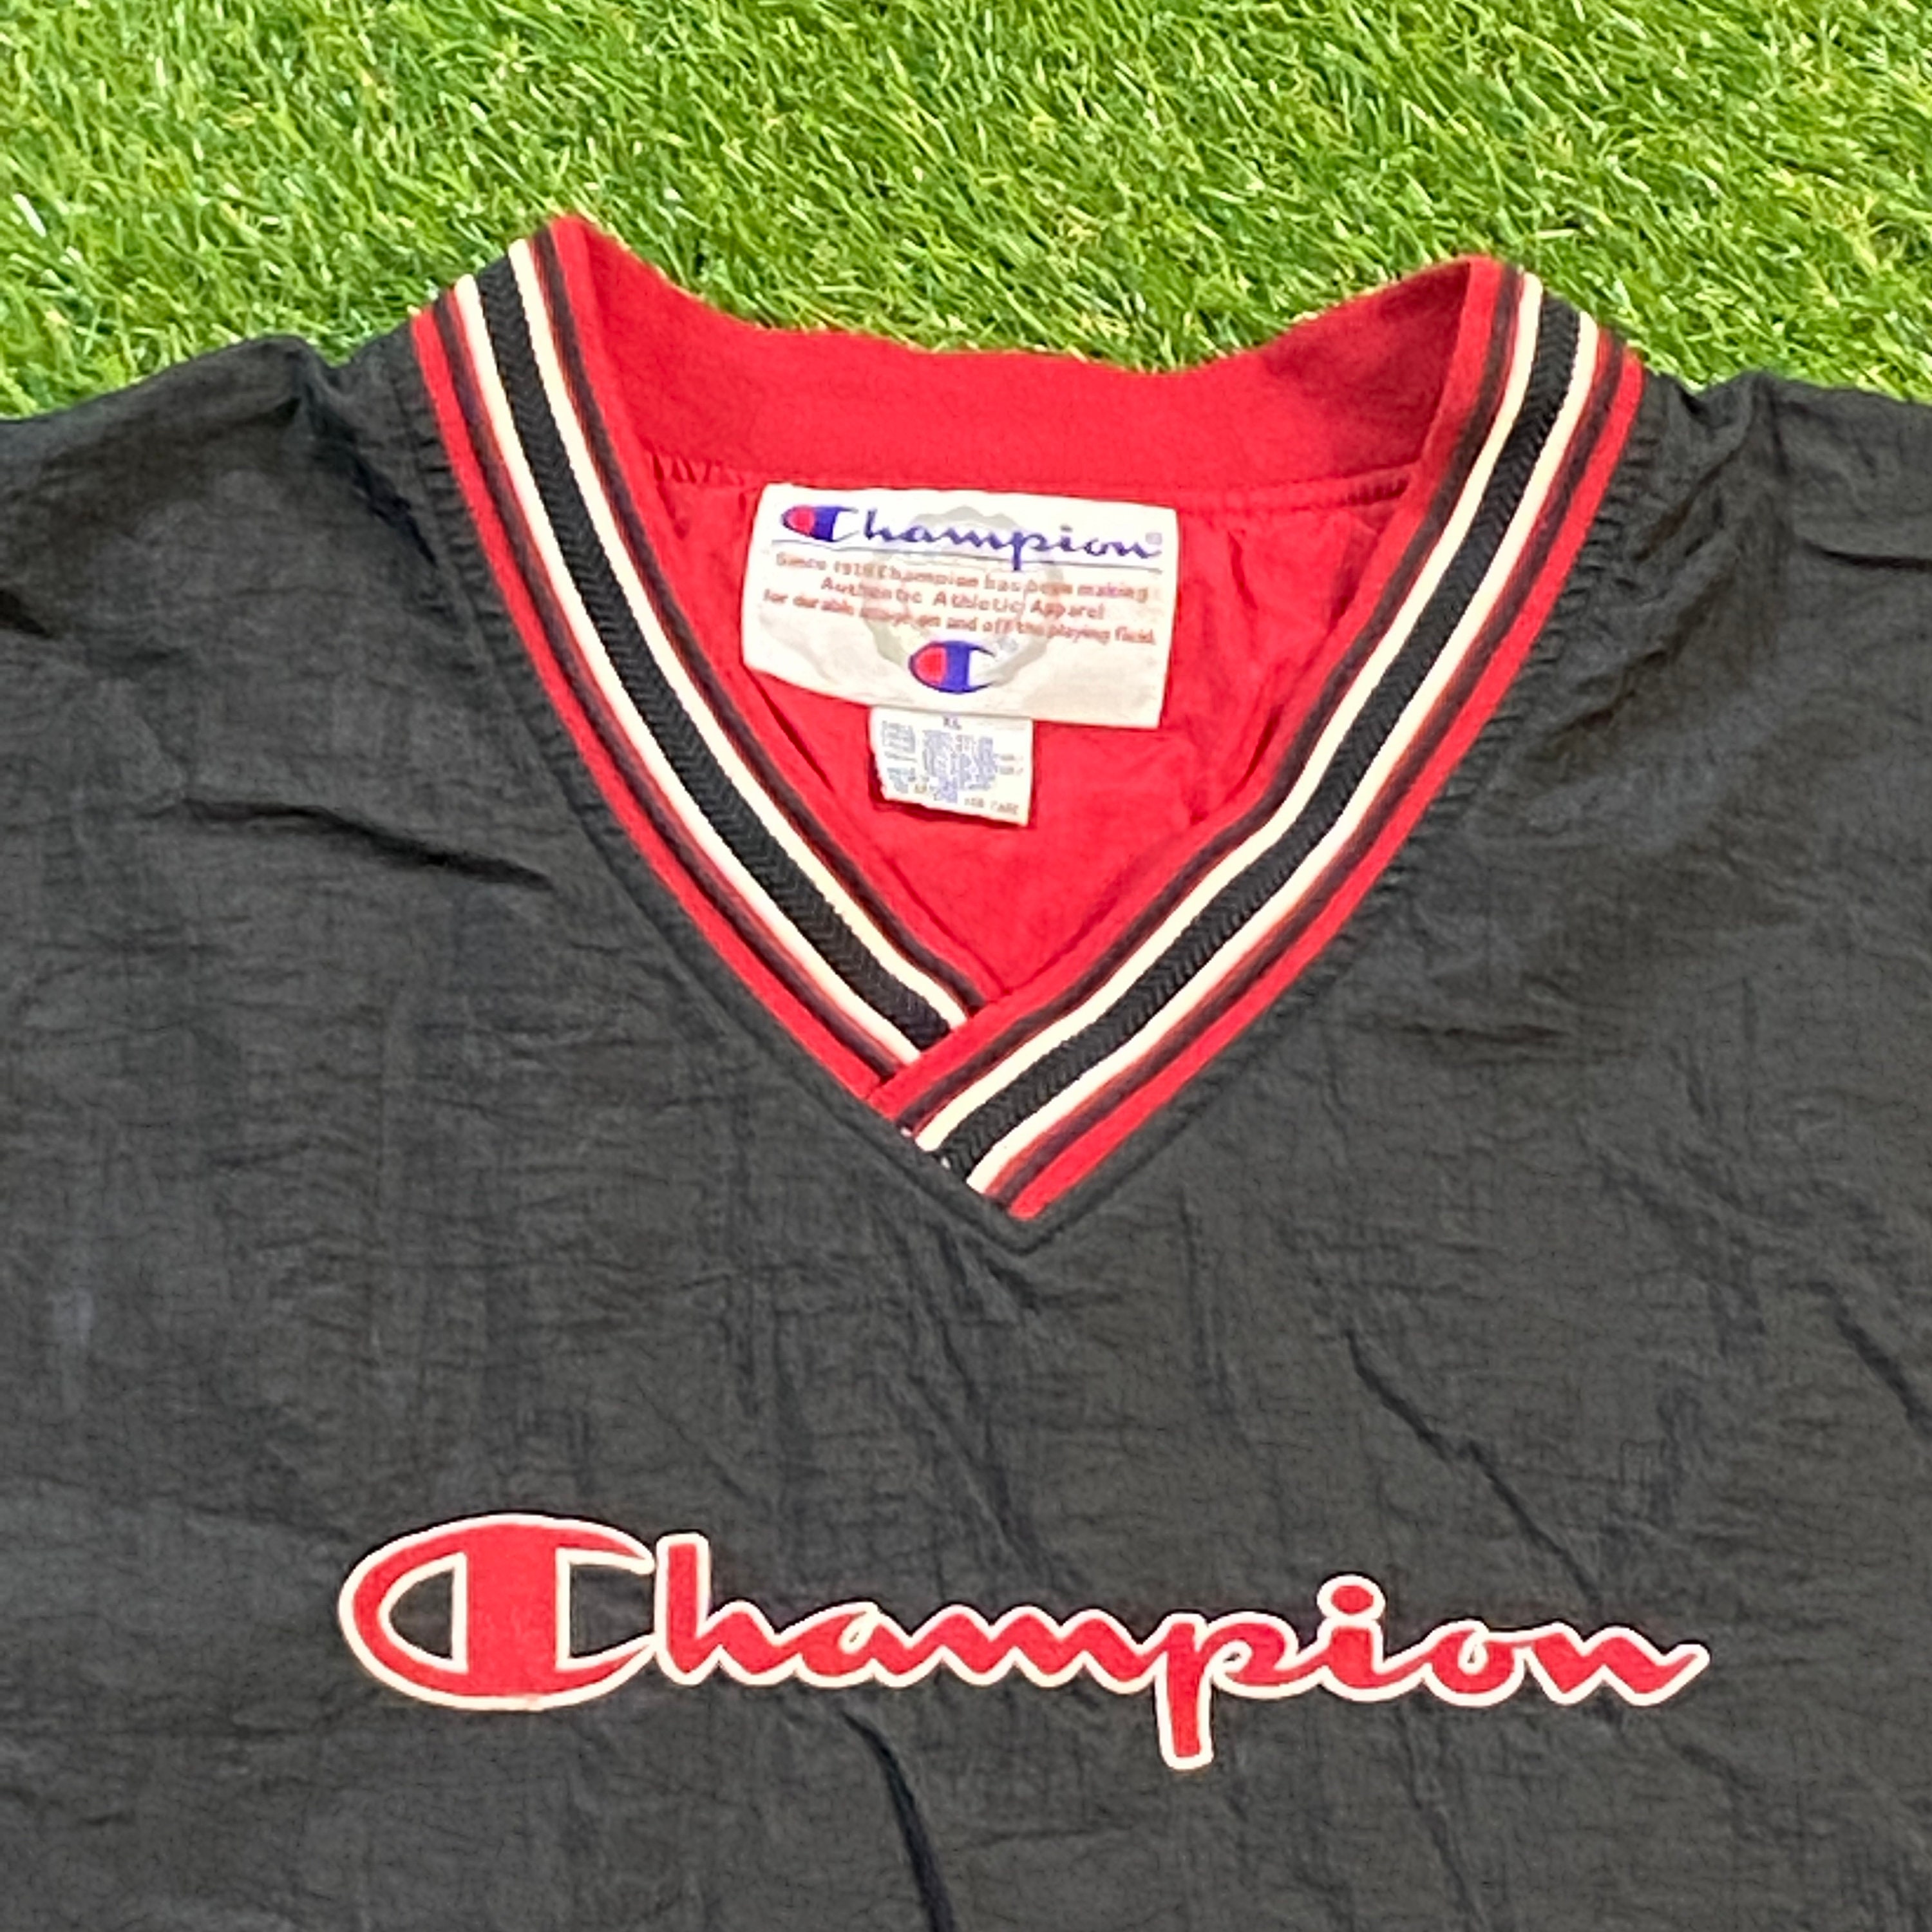 Champion®
Since 1919 Champion has been making
Authentic Athletic Apparel
for durable usage on and off the playing field.
XL
Champion